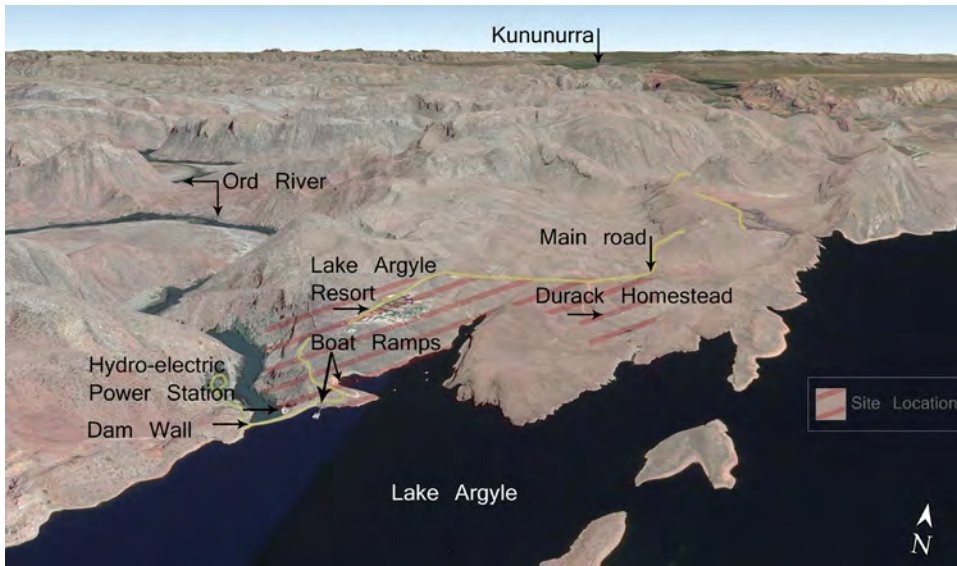 Kununurra
Ord River
Main road
Lake Argyle
Resort
Durack Homestead
Boat Ramps
Hydro-electric
Power Station
Dam Wall
Site Location
Lake Argyle
N